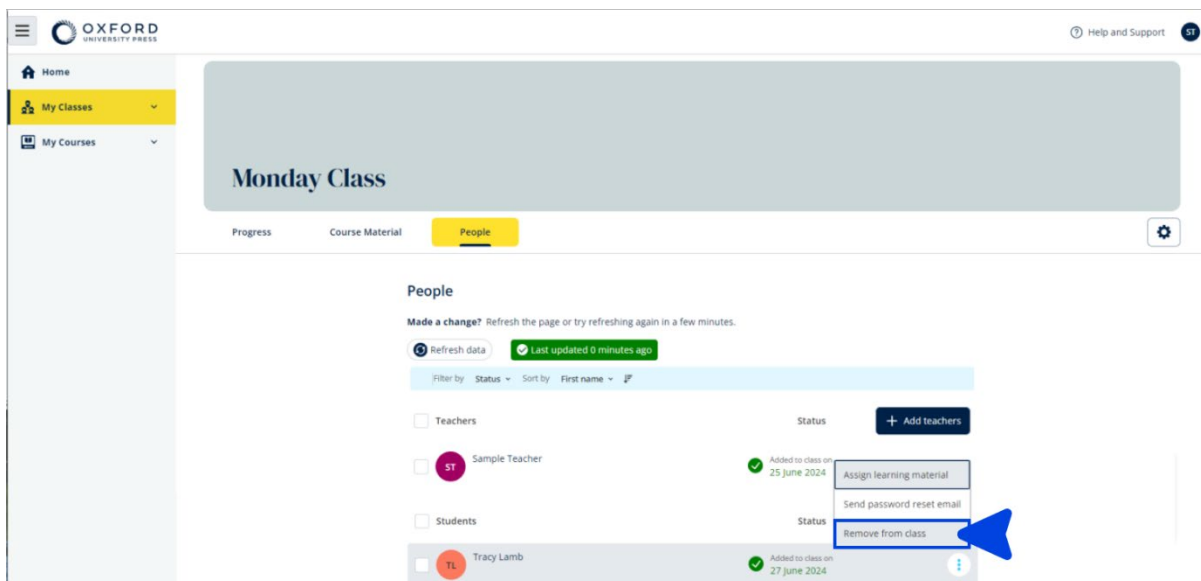 OXFORD
UNIVERSITY PRESS
Help and Support
ST
Home
My Classes
My Courses
Monday Class
Progress
Course Material
People
People
Made a change? Refresh the page or try refreshing again in a few minutes.
Refresh data
Last updated 0 minutes ago
Filter by Status Sort by First name
Teachers
Status
+ Add teachers
ST
Sample Teacher
Added to class on
25 June 2024
Assign learning material
Send password reset email
Remove from class
Students
Status
TL
Tracy Lamb
Added to class on
27 June 2024